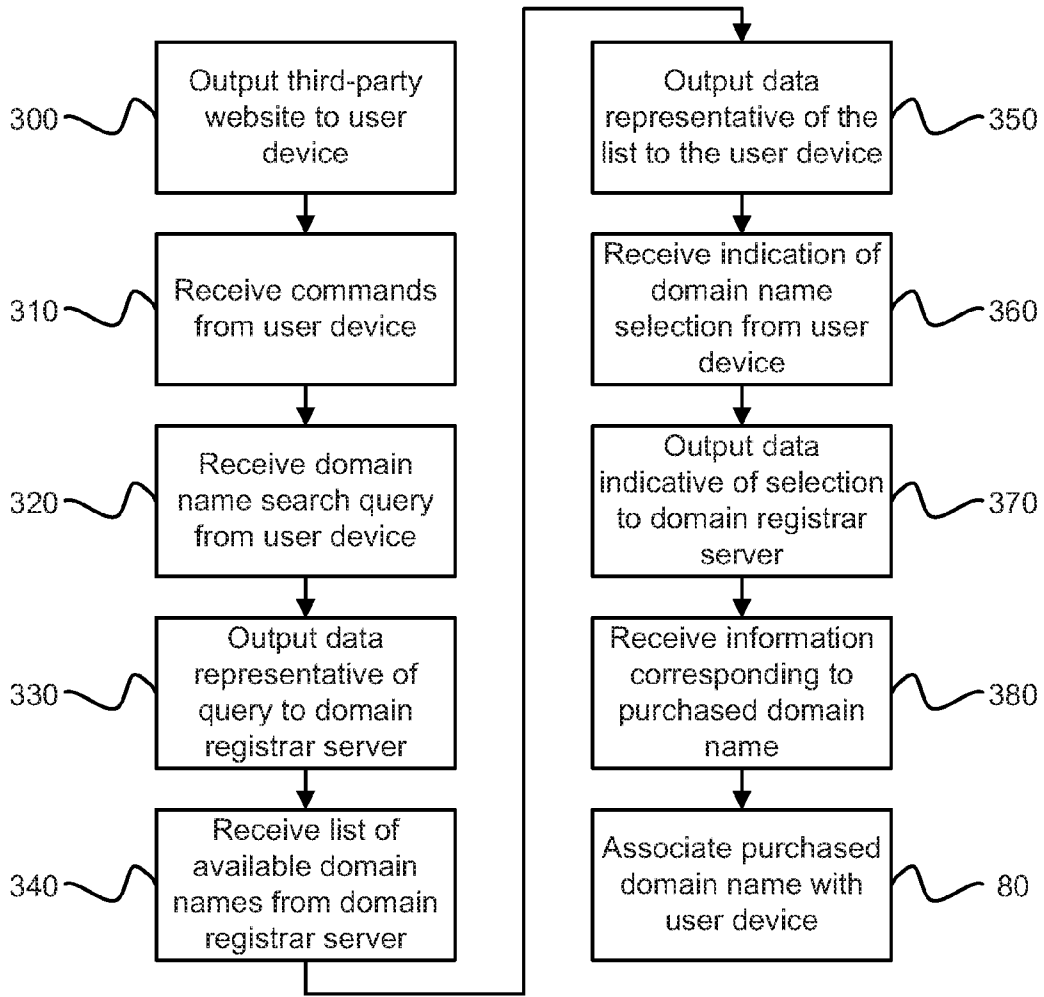 300
Output third-party
website to user
device
310
Receive commands
from user device
320
Receive domain
name search query
from user device
330
Output data
representative of
query to domain
registrar server
340
Receive list of
available domain
names from domain
registrar server
Output data
representative of the
list to the user device
350
Receive indication of
domain name
selection from user
device
360
Output data
indicative of selection
to domain registrar
server
370
Receive information
corresponding to
purchased domain
name
380
Associate purchased
domain name with
user device
80